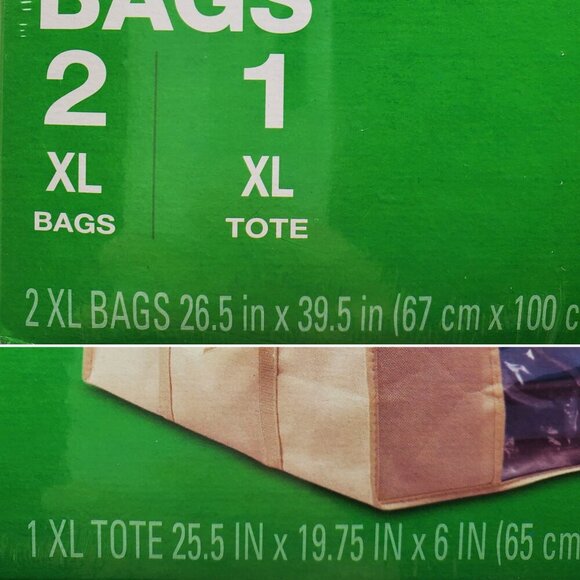 BAGS
2 1
XL XL
BAGS TOTE
2 XL BAGS 26.5 in x 39.5 in (67 cm x 100 c
1 XL TOTE 25.5 IN x 19.75 IN x 6 IN (65 cm